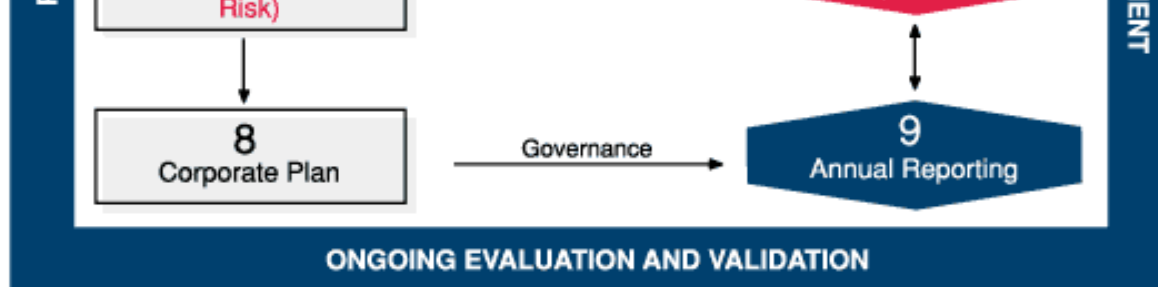 Risk)
ENT
8
Corporate Plan
Governance
9
Annual Reporting
ONGOING EVALUATION AND VALIDATION